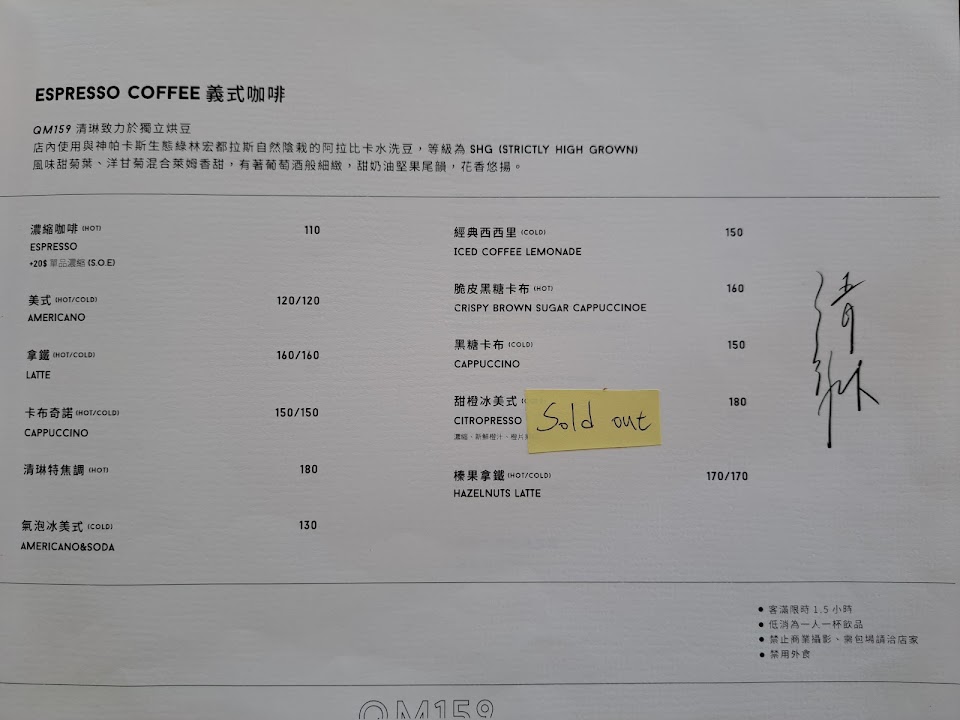 ESPRESSO COFFEE 義式咖啡
QM159 清琳致力於獨立烘豆
店內使用與神帕卡斯生態綠林宏都拉斯自然陰栽的阿拉比卡水洗豆，等級為 SHG (STRICTLY HIGH GROWN)
風味甜菊葉、洋甘菊混合萊姆香甜，有著葡萄酒般細緻，甜奶油堅果尾韻，花香悠揚。
濃縮咖啡 (HOT) 110
ESPRESSO
+20$ 單品濃縮 (S.O.E)
美式 (HOT/COLD) 120/120
AMERICANO
拿鐵 (HOT/COLD) 160/160
LATTE
卡布奇諾 (HOT/COLD) 150/150
CAPPUCCINO
清琳特焦調 (HOT) 180
氣泡冰美式 (COLD) 130
AMERICANO&SODA
經典西西里 (COLD) 150
ICED COFFEE LEMONADE
脆皮黑糖卡布 (HOT) 160
CRISPY BROWN SUGAR CAPPUCCINOE
黑糖卡布 (COLD) 150
CAPPUCCINO
甜橙冰美式 180
CITROPRESSO
濃縮、新鮮橙汁、橙片
Sold out
榛果拿鐵 (HOT/COLD) 170/170
HAZELNUTS LATTE
清琳
● 客滿限時 1.5 小時
● 低消為一人一杯飲品
● 禁止商業攝影、需包場請洽店家
● 禁用外食
QM159